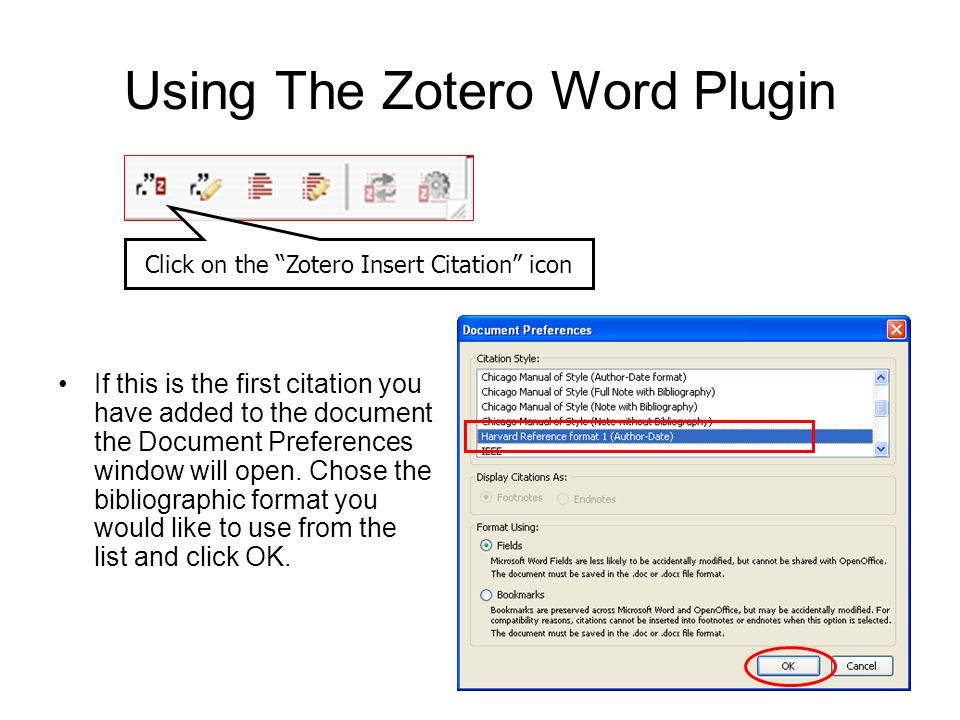 Using The Zotero Word Plugin
Click on the “Zotero Insert Citation” icon
• If this is the first citation you
have added to the document
the Document Preferences
window will open. Chose the
bibliographic format you
would like to use from the
list and click OK.
Document Preferences
Citation Style:
Chicago Manual of Style (Author-Date format)
Chicago Manual of Style (Full Note with Bibliography)
Chicago Manual of Style (Note with Bibliography)
Chicago Manual of Style (Note without Bibliography)
Harvard Reference format 1 (Author-Date)
IEEE
Display Citations As:
Footnotes Endnotes
Format Using:
Fields
Microsoft Word Fields are less likely to be accidentally modified, but cannot be shared with OpenOffice.
The document must be saved in the .doc or .docx file format.
Bookmarks
Bookmarks are preserved across Microsoft Word and OpenOffice, but may be accidentally modified. For
compatibility reasons, citations cannot be inserted into footnotes or endnotes when this option is selected.
The document must be saved in the .doc or .docx file format.
OK Cancel